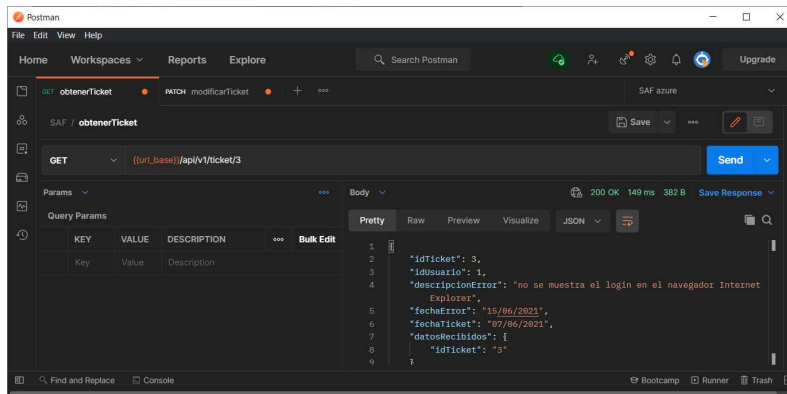 Postman
File Edit View Help
Home Workspaces Reports Explore Search Postman Upgrade
GET obtenerTicket PATCH modificarTicket + ooo SAF azure
SAF / obtenerTicket Save ooo
GET {{url_base}}/api/v1/ticket/3 Send
Params ooo Body 200 OK 149 ms 382 B Save Response
Query Params Pretty Raw Preview Visualize JSON
KEY VALUE DESCRIPTION ooo Bulk Edit
Key Value Description
1 {
2 "idTicket": 3,
3 "idUsuario": 1,
4 "descripcionError": "no se muestra el login en el navegador Internet
Explorer",
5 "fechaError": "15/06/2021",
6 "fechaTicket": "07/06/2021",
7 "datosRecibidos": {
8 "idTicket": "3"
9 }
Find and Replace Console Bootcamp Runner Trash